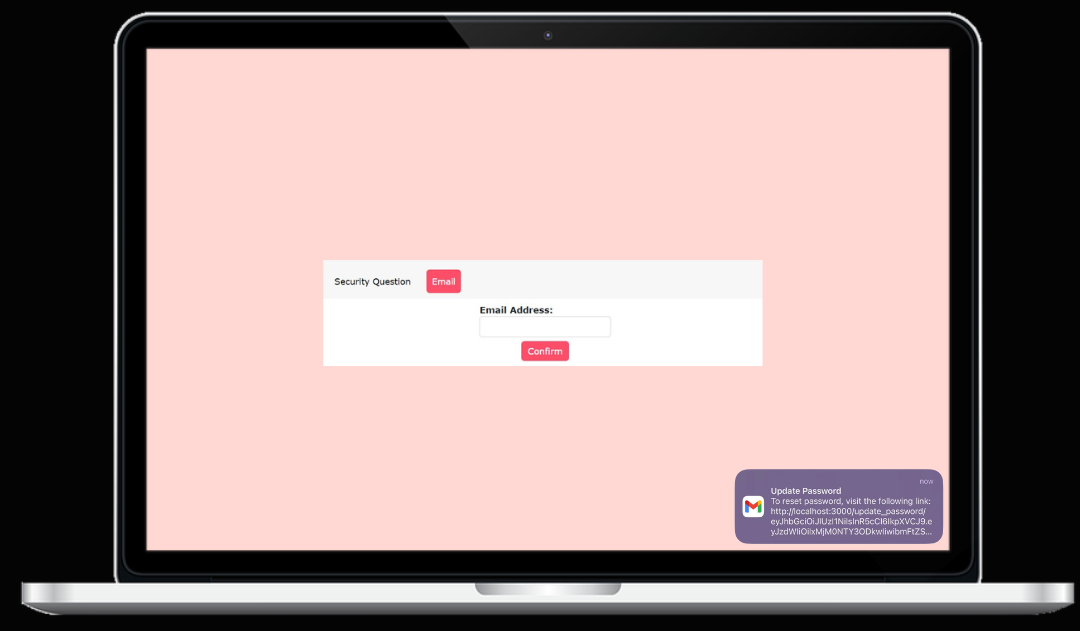 Security Question Email
Email Address:
Confirm
now
Update Password
To reset password, visit the following link:
http://localhost:3000/update_password/
eyJhbGciOiJIUzI1NiIsInR5cCI6IkpXVCJ9.e
yJzdWIiOiIxMjM0NTY3ODkwIiwibmFtZS...